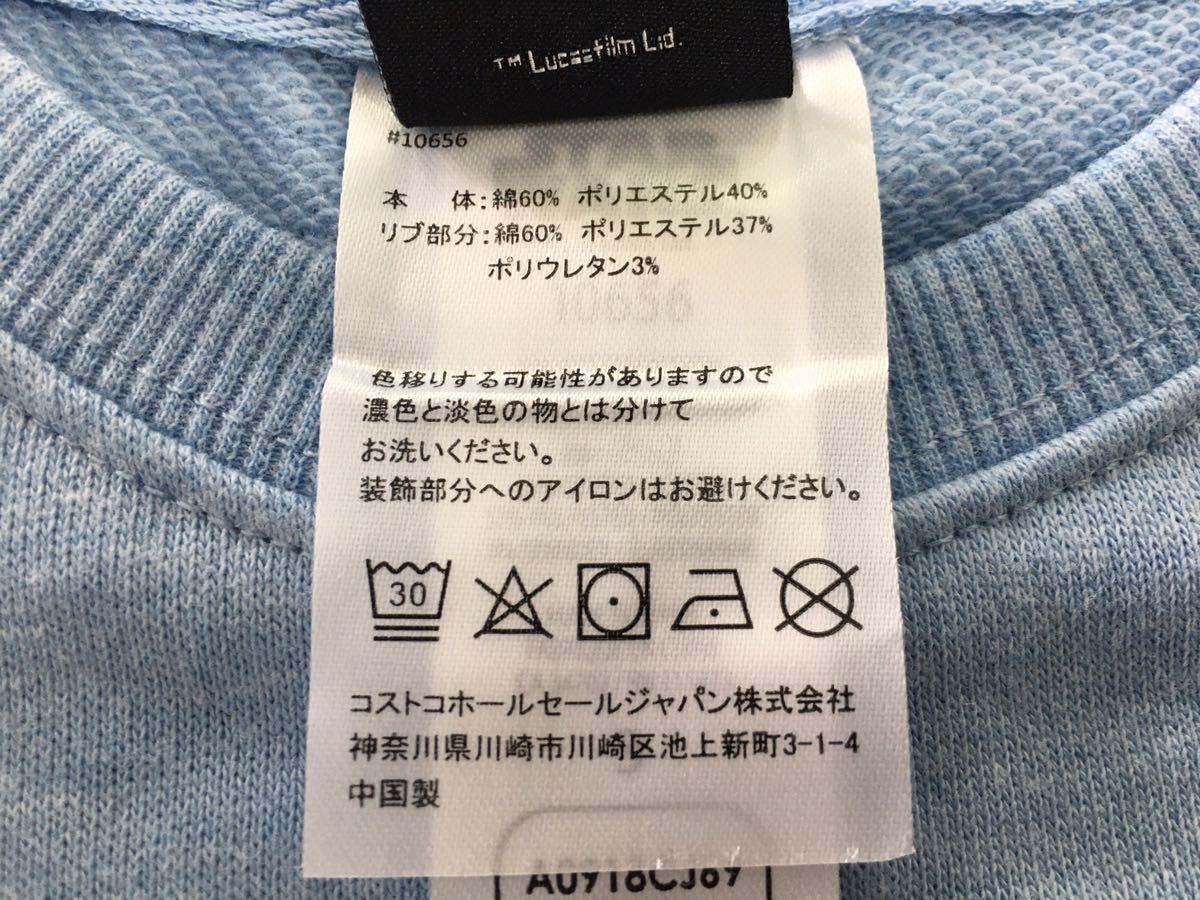 ™ Lucasfilm Ltd.
#10656
本　体：綿60% ポリエステル40%
リブ部分：綿60% ポリエステル37%
ポリウレタン3%
10656
色移りする可能性がありますので
濃色と淡色の物とは分けて
お洗いください。
装飾部分へのアイロンはお避けください。
30
コストコホールセールジャパン株式会社
神奈川県川崎市川崎区池上新町3-1-4
中国製
A0918CJ89